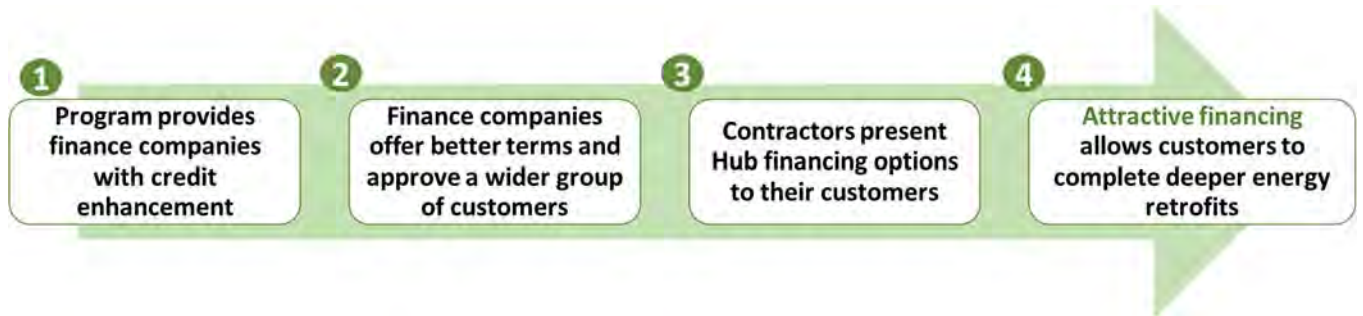 1
Program provides
finance companies
with credit
enhancement
2
Finance companies
offer better terms and
approve a wider group
of customers
3
Contractors present
Hub financing options
to their customers
4
Attractive financing
allows customers to
complete deeper energy
retrofits